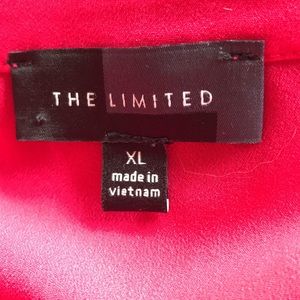 THE LIMITED
XL
made in
vietnam